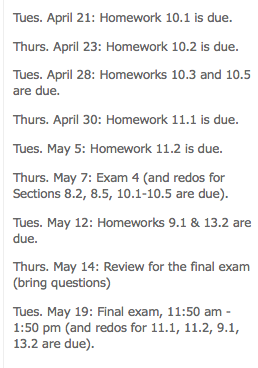 Tues. April 21: Homework 10.1 is due.
Thurs. April 23: Homework 10.2 is due.
Tues. April 28: Homeworks 10.3 and 10.5
are due.
Thurs. April 30: Homework 11.1 is due.
Tues. May 5: Homework 11.2 is due.
Thurs. May 7: Exam 4 (and redos for
Sections 8.2, 8.5, 10.1-10.5 are due).
Tues. May 12: Homeworks 9.1 & 13.2 are
due.
Thurs. May 14: Review for the final exam
(bring questions)
Tues. May 19: Final exam, 11:50 am -
1:50 pm (and redos for 11.1, 11.2, 9.1,
13.2 are due).